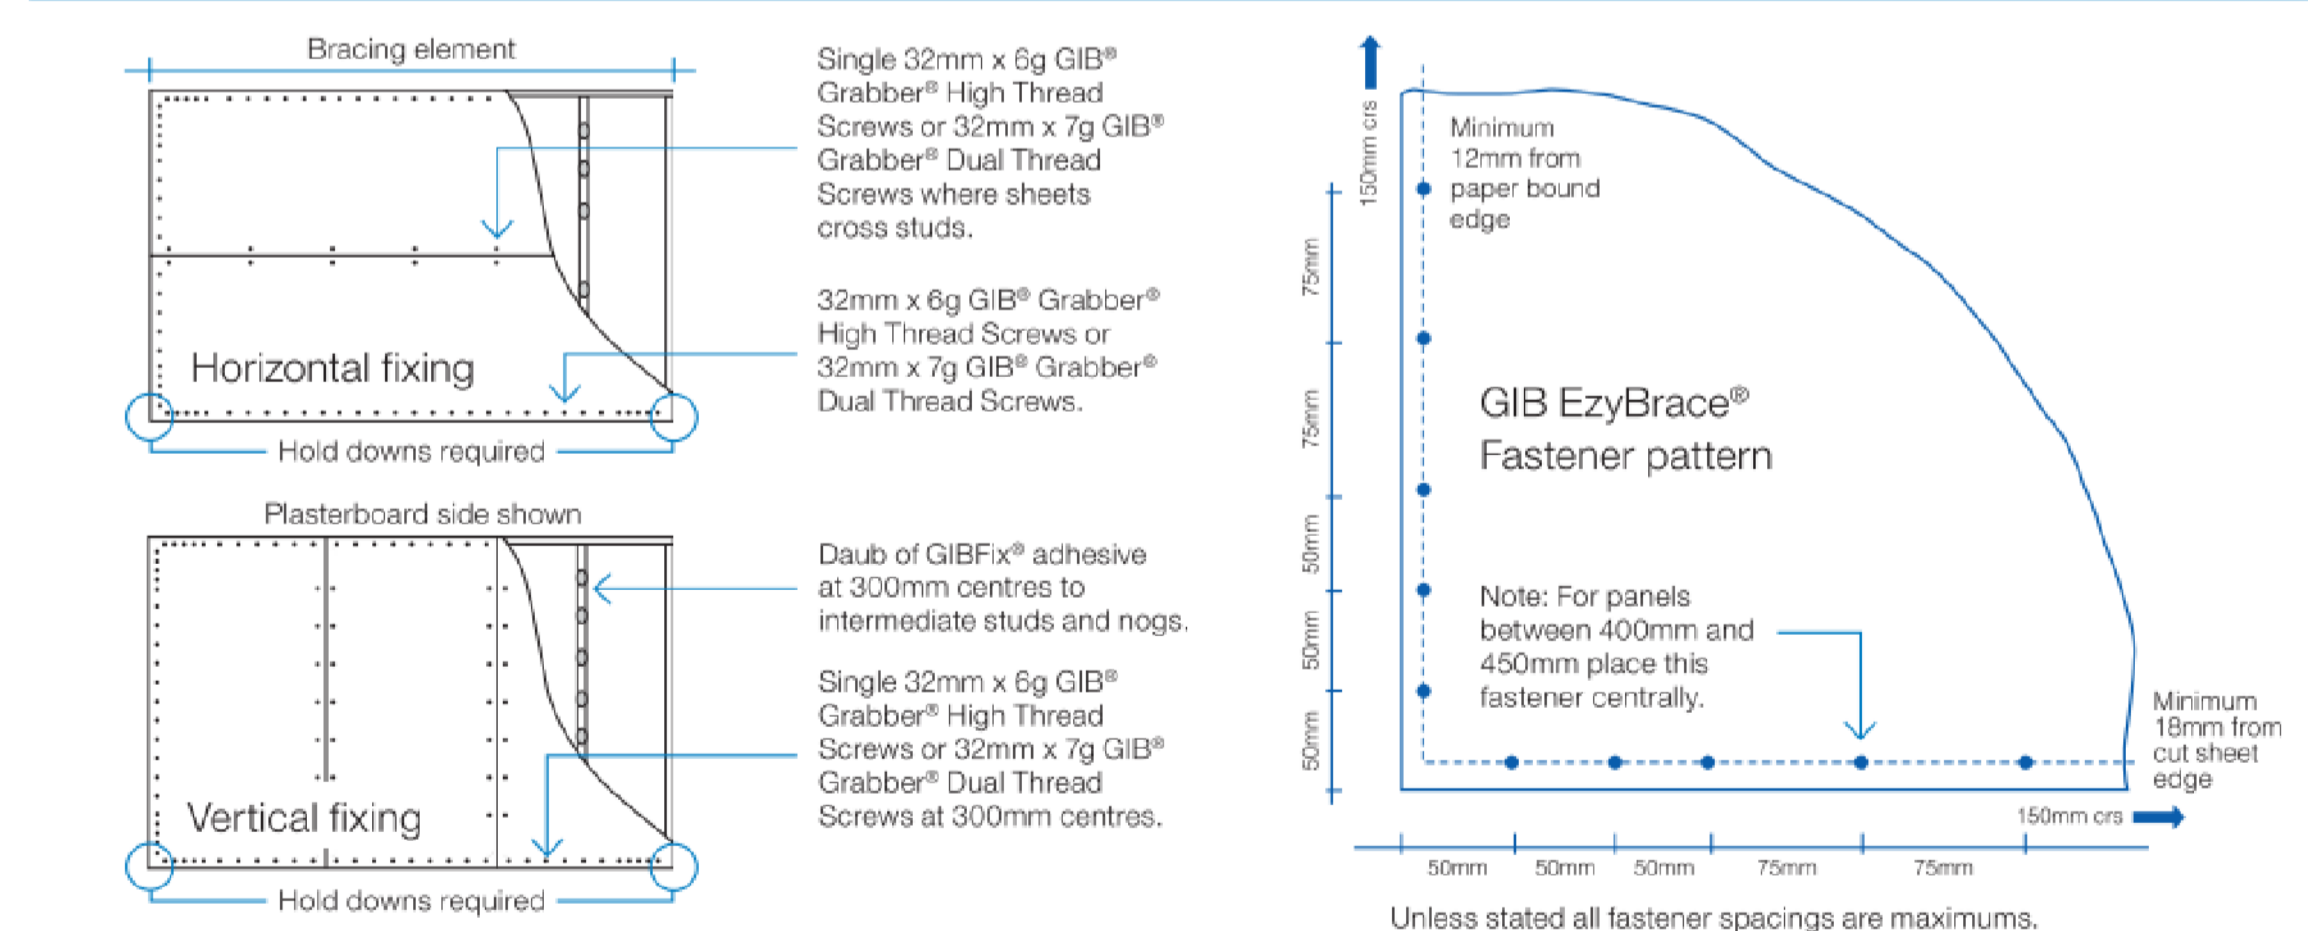 Bracing element
Horizontal fixing
Hold downs required
Plasterboard side shown
Vertical fixing
Hold downs required
Single 32mm x 6g GIB®
Grabber® High Thread
Screws or 32mm x 7g GIB®
Grabber® Dual Thread
Screws where sheets
cross studs.
32mm x 6g GIB® Grabber®
High Thread Screws or
32mm x 7g GIB® Grabber®
Dual Thread Screws.
Daub of GIBFix® adhesive
at 300mm centres to
intermediate studs and nogs.
Single 32mm x 6g GIB®
Grabber® High Thread
Screws or 32mm x 7g GIB®
Grabber® Dual Thread
Screws at 300mm centres.
150mm crs
75mm
75mm
50mm
50mm
50mm
Minimum
12mm from
paper bound
edge
GIB EzyBrace®
Fastener pattern
Note: For panels
between 400mm and
450mm place this
fastener centrally.
Minimum
18mm from
cut sheet
edge
150mm crs
50mm
50mm
50mm
75mm
75mm
Unless stated all fastener spacings are maximums.